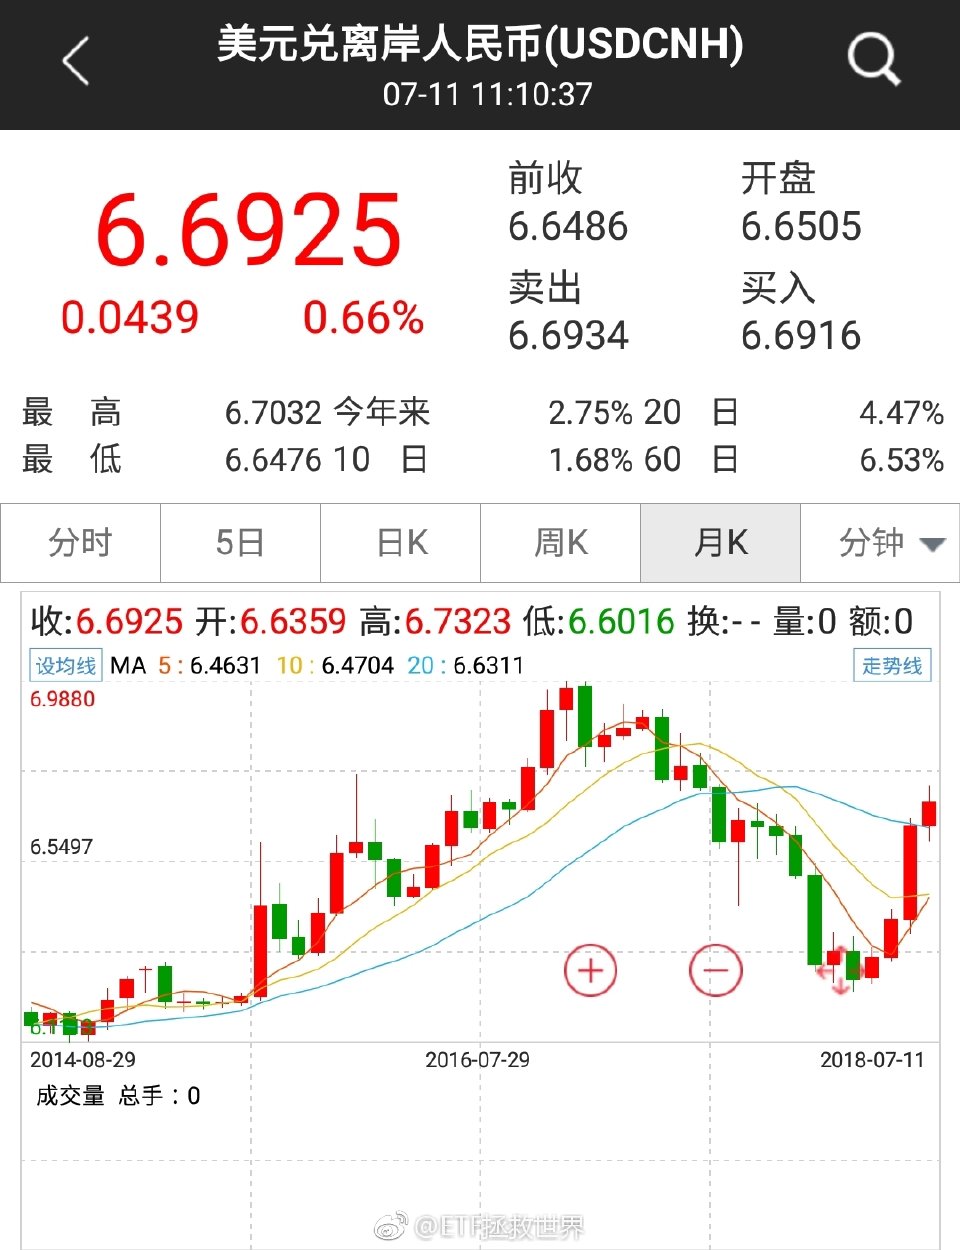 美元兑离岸人民币(USDCNH)
07-11 11:10:37
6.6925
0.0439 0.66%
前收 开盘
6.6486 6.6505
卖出 买入
6.6934 6.6916
最 高 6.7032 今年来 2.75% 20 日 4.47%
最 低 6.6476 10 日 1.68% 60 日 6.53%
分时 5日 日K 周K 月K 分钟
收:6.6925 开:6.6359 高:6.7323 低:6.6016 换:-- 量:0 额:0
设均线 MA 5:6.4631 10:6.4704 20:6.6311 走势线
6.9880
6.5497
2014-08-29 2016-07-29 2018-07-11
成交量 总手:0
@ETF拯救世界